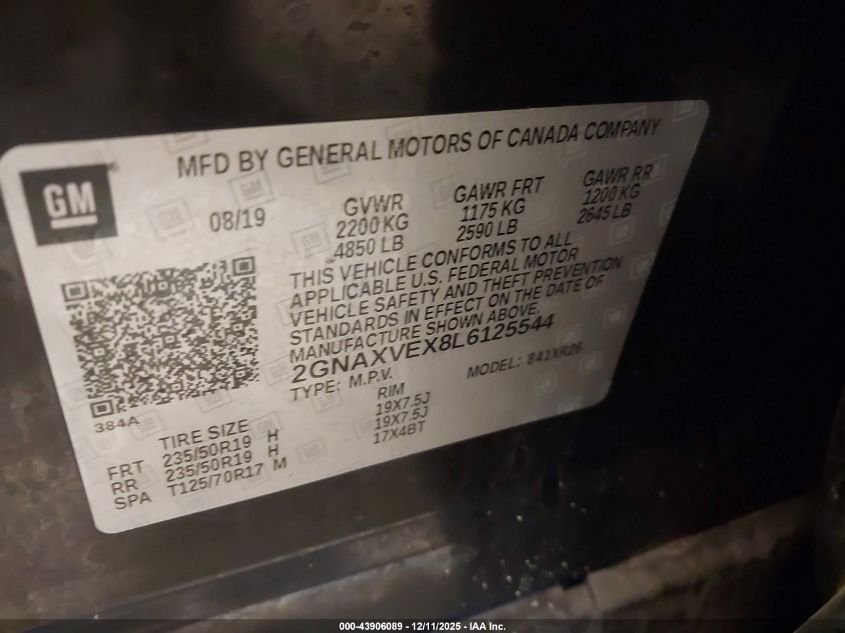 MFD BY GENERAL MOTORS OF CANADA COMPANY
GM
08/19
GVWR
2200 KG
4850 LB
GAWR FRT
1175 KG
2590 LB
GAWR RR
1200 KG
2645 LB
THIS VEHICLE CONFORMS TO ALL
APPLICABLE U.S. FEDERAL MOTOR
VEHICLE SAFETY AND THEFT PREVENTION
STANDARDS IN EFFECT ON THE DATE OF
MANUFACTURE SHOWN ABOVE.
2GNAXVEX8L6125544
TYPE: M.P.V.
MODEL: 841XR26
384A
TIRE SIZE
RIM
FRT 235/50R19 H 19X7.5J
RR 235/50R19 H 19X7.5J
SPA T125/70R17 M 17X4BT
000-43906089 - 12/11/2025 - IAA Inc.